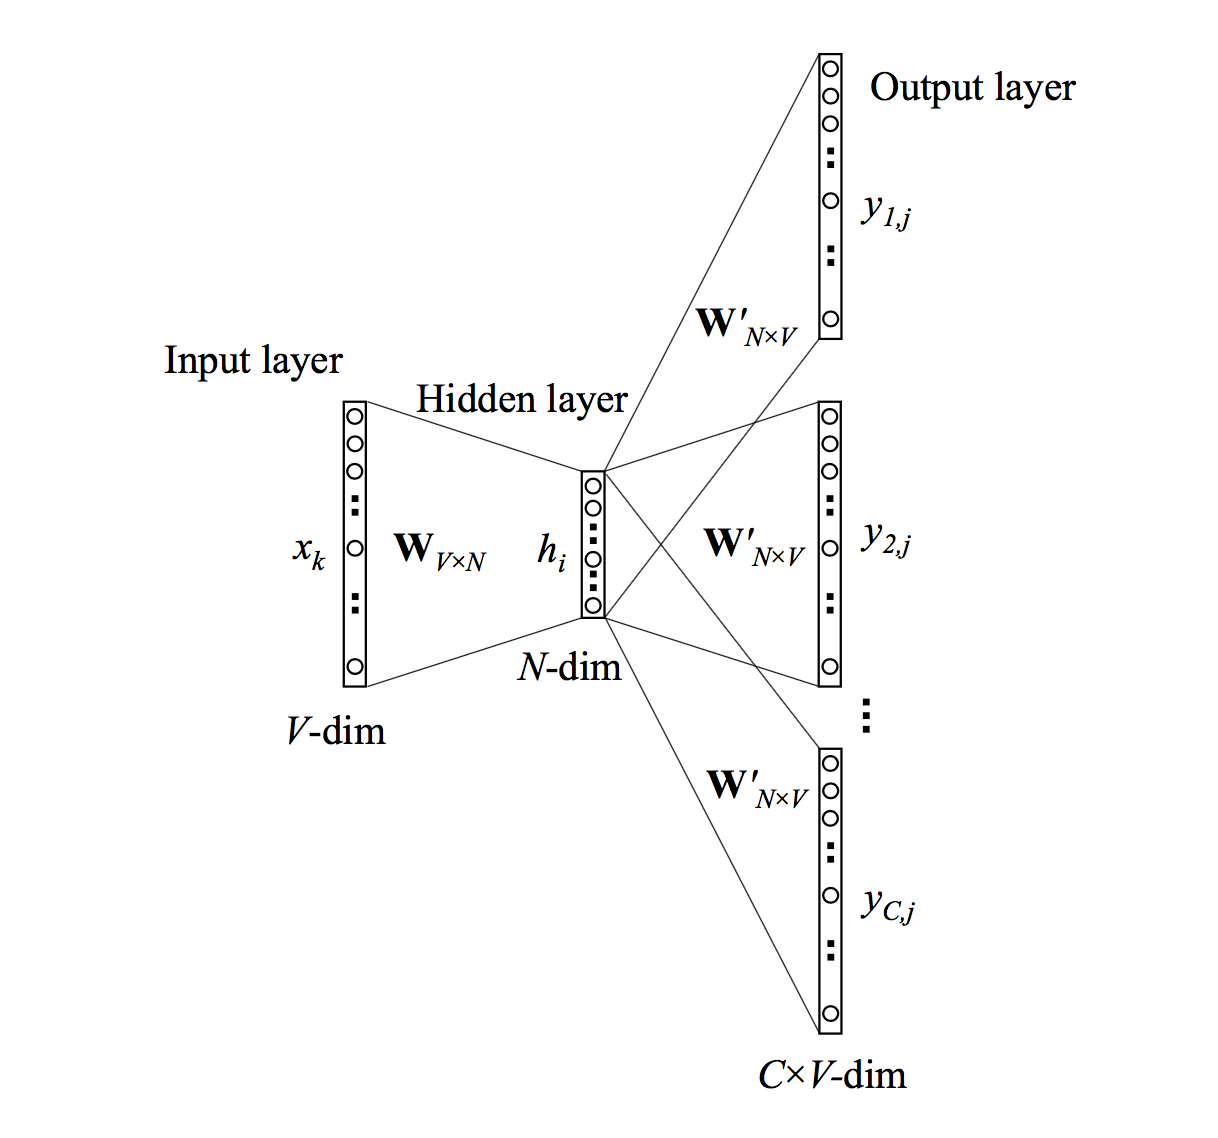 Output layer
y1,j
W'N×V
Input layer
Hidden layer
xk
WV×N
hi
W'N×V
y2,j
N-dim
V-dim
W'N×V
yC,j
C×V-dim